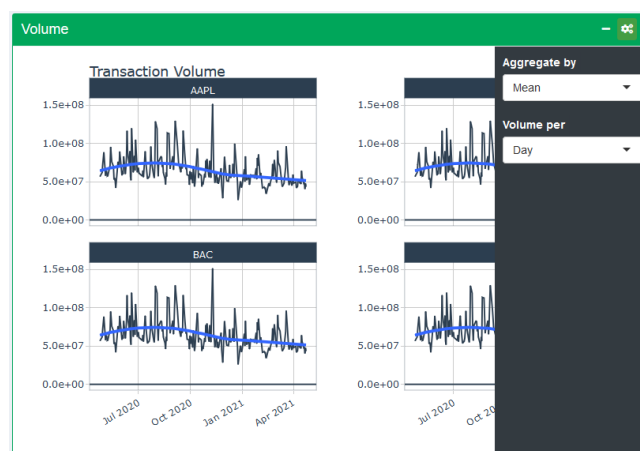 Volume
Transaction Volume
AAPL
1.5e+08
1.0e+08
5.0e+07
0.0e+00
1.5e+08
1.0e+08
5.0e+07
0.0e+00
BAC
1.5e+08
1.0e+08
5.0e+07
0.0e+00
Jul 2020
Oct 2020
Jan 2021
Apr 2021
1.5e+08
1.0e+08
5.0e+07
0.0e+00
Jul 2020
Aggregate by
Mean
Volume per
Day